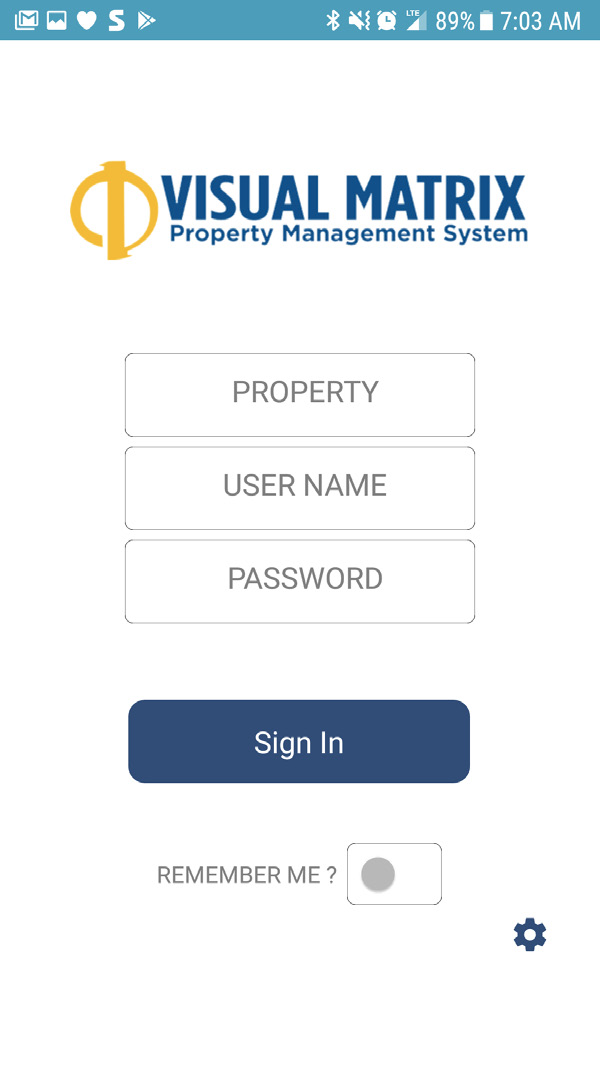 LTE 89% 7:03 AM
VISUAL MATRIX
Property Management System
PROPERTY
USER NAME
PASSWORD
Sign In
REMEMBER ME ?